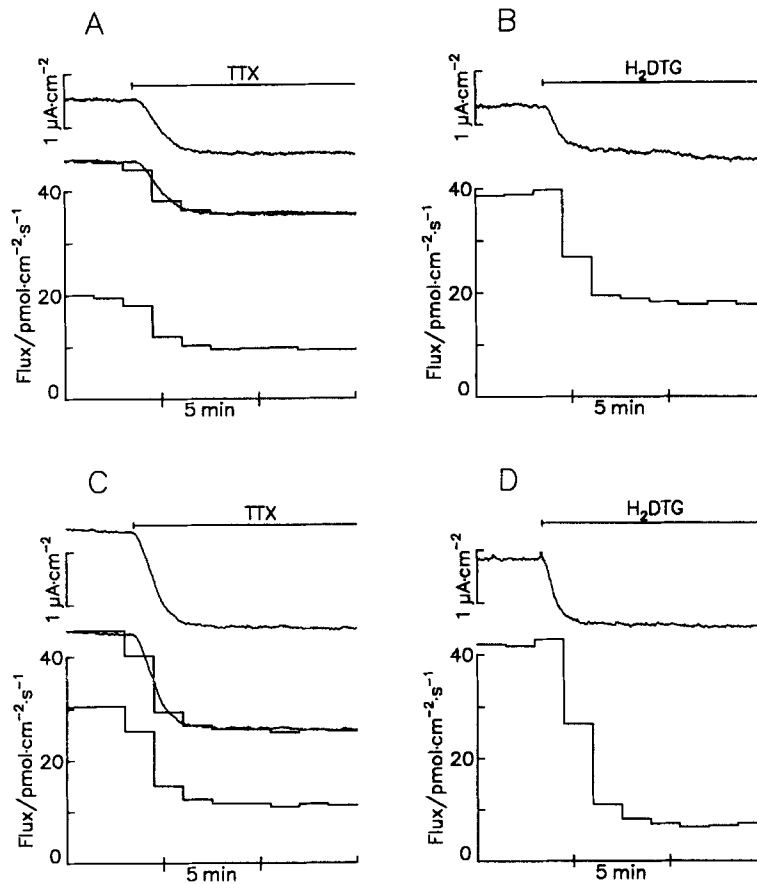 A
TTX
1 μA·cm⁻²
40
20
0
Flux/pmol·cm⁻²·s⁻¹
5 min
B
H₂DTG
1 μA·cm⁻²
40
20
0
Flux/pmol·cm⁻²·s⁻¹
5 min
C
TTX
1 μA·cm⁻²
40
20
0
Flux/pmol·cm⁻²·s⁻¹
5 min
D
H₂DTG
1 μA·cm⁻²
40
20
0
Flux/pmol·cm⁻²·s⁻¹
5 min